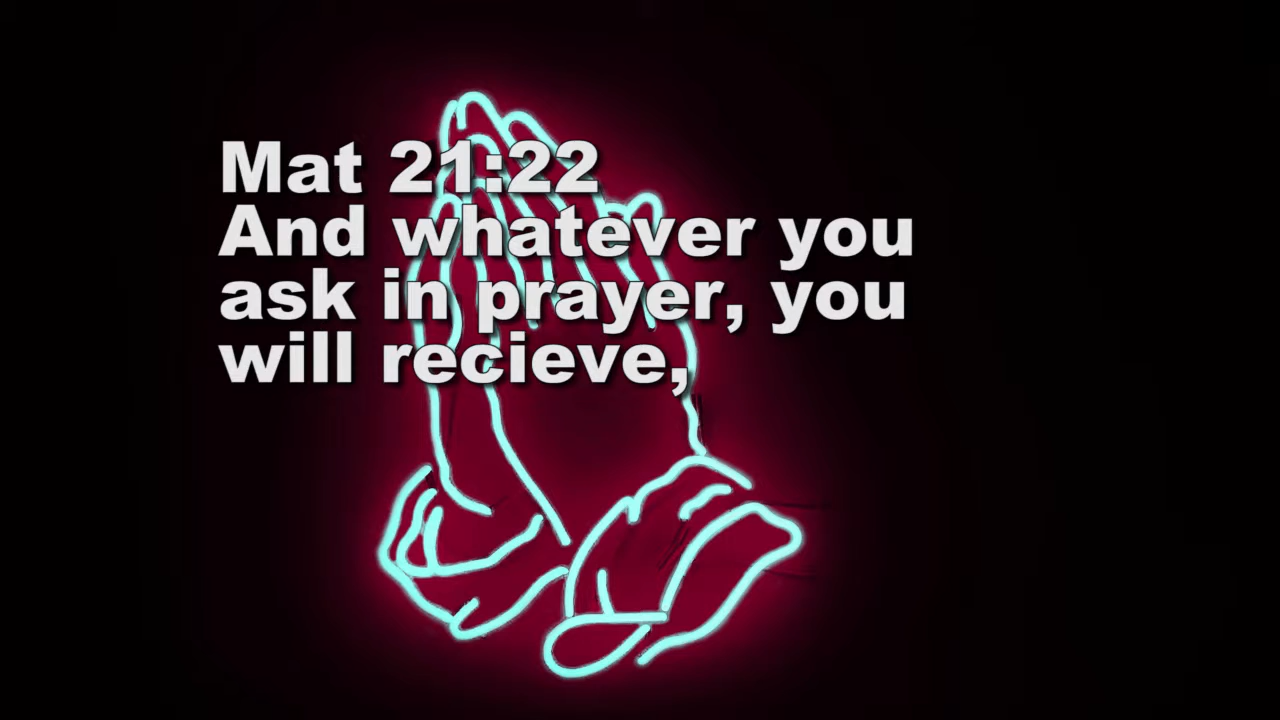 Mat 21:22
And whatever you
ask in prayer, you
will recieve,